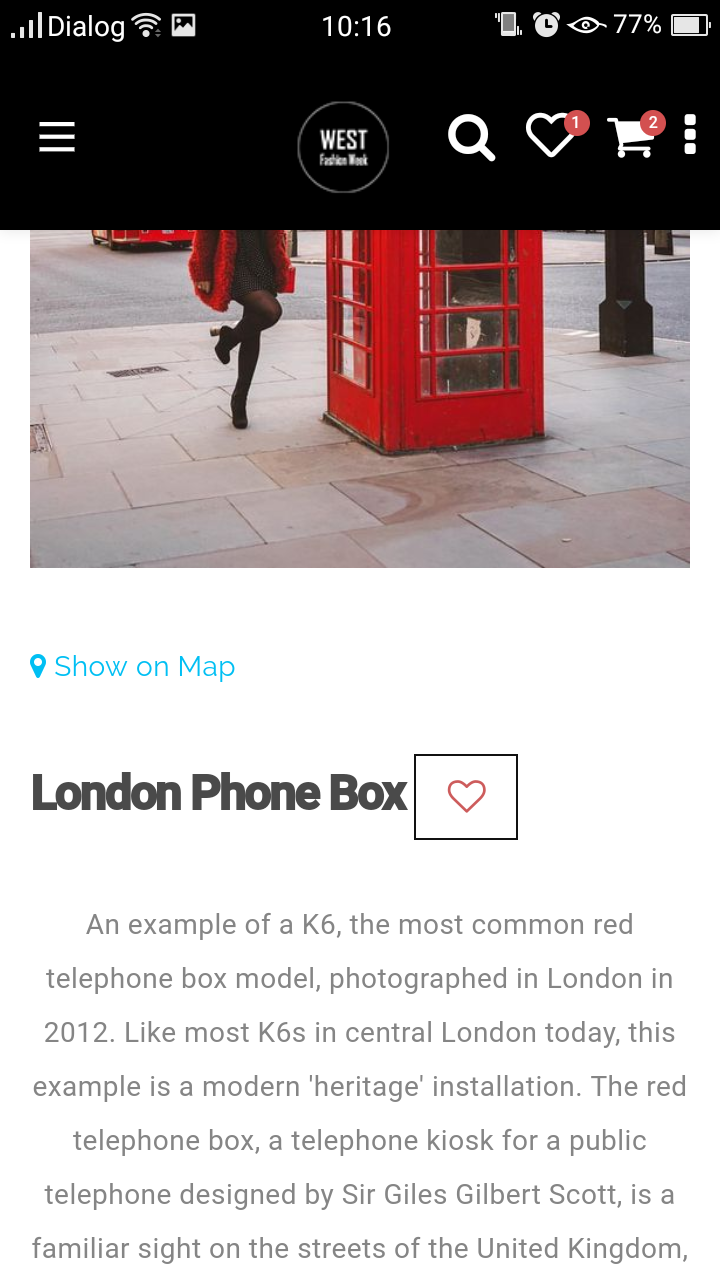 Dialog 10:16 77%
WEST
Fashion Week
1
2
Show on Map
London Phone Box
An example of a K6, the most common red
telephone box model, photographed in London in
2012. Like most K6s in central London today, this
example is a modern 'heritage' installation. The red
telephone box, a telephone kiosk for a public
telephone designed by Sir Giles Gilbert Scott, is a
familiar sight on the streets of the United Kingdom,